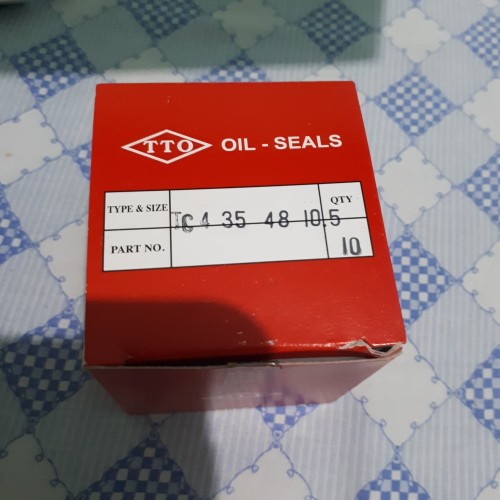 TTO OIL - SEALS
TYPE & SIZE TC 4 35 48 10.5 QTY
PART NO. 10